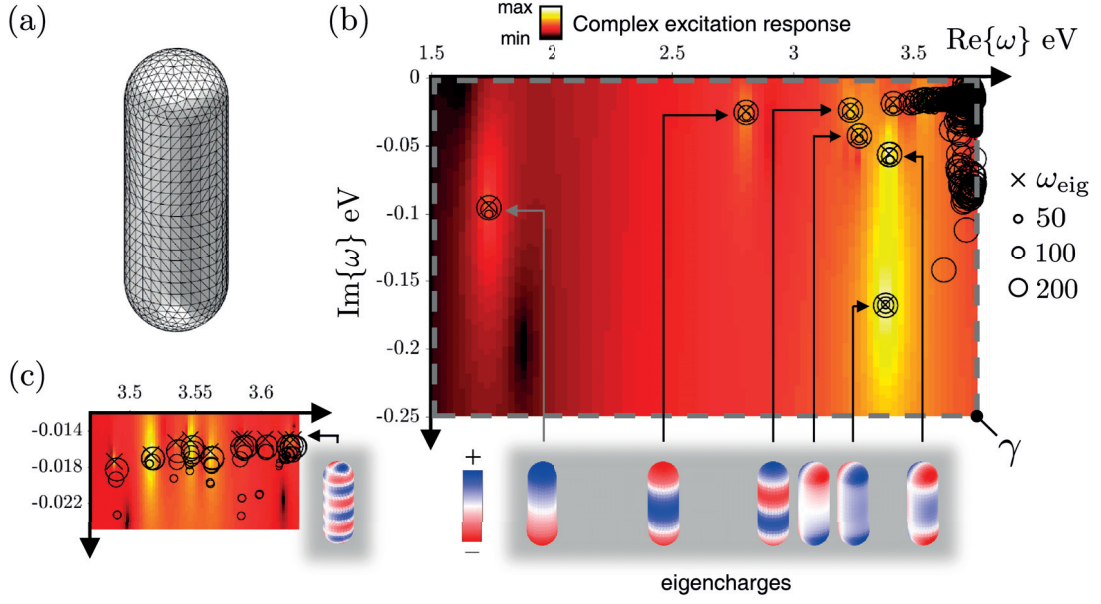 (a)
(b)
max
min
Complex excitation response
Re{ω} eV
1.5
2
2.5
3
3.5
0
-0.05
-0.1
-0.15
-0.2
-0.25
Im{ω} eV
× ω_eig
50
100
200
γ
(c)
3.5
3.55
3.6
-0.014
-0.018
-0.022
+
−
eigencharges